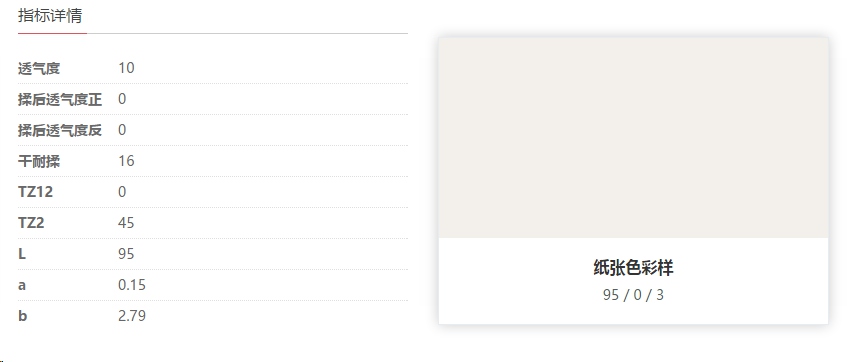 指标详情
透气度 10
揉后透气度正 0
揉后透气度反 0
干耐揉 16
TZ12 0
TZ2 45
L 95
a 0.15
b 2.79
纸张色彩样
95 / 0 / 3